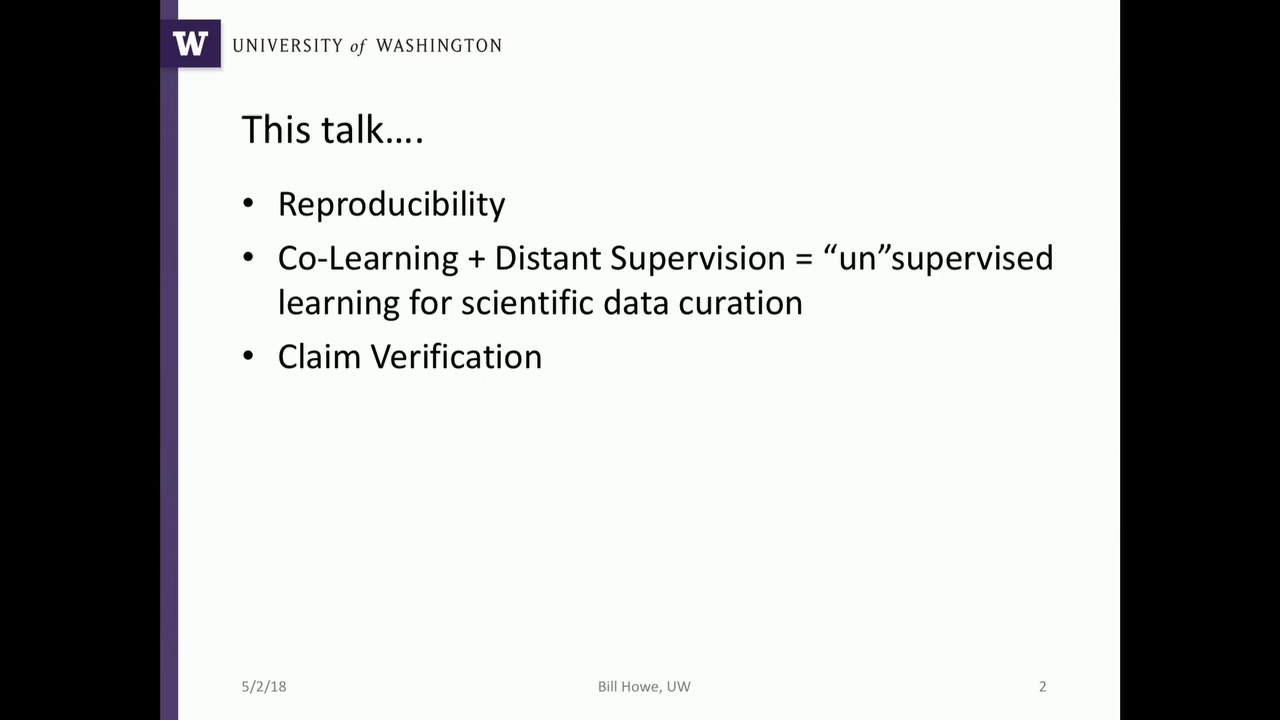 W UNIVERSITY of WASHINGTON
This talk....
• Reproducibility
• Co-Learning + Distant Supervision = “un”supervised
learning for scientific data curation
• Claim Verification
5/2/18 Bill Howe, UW 2